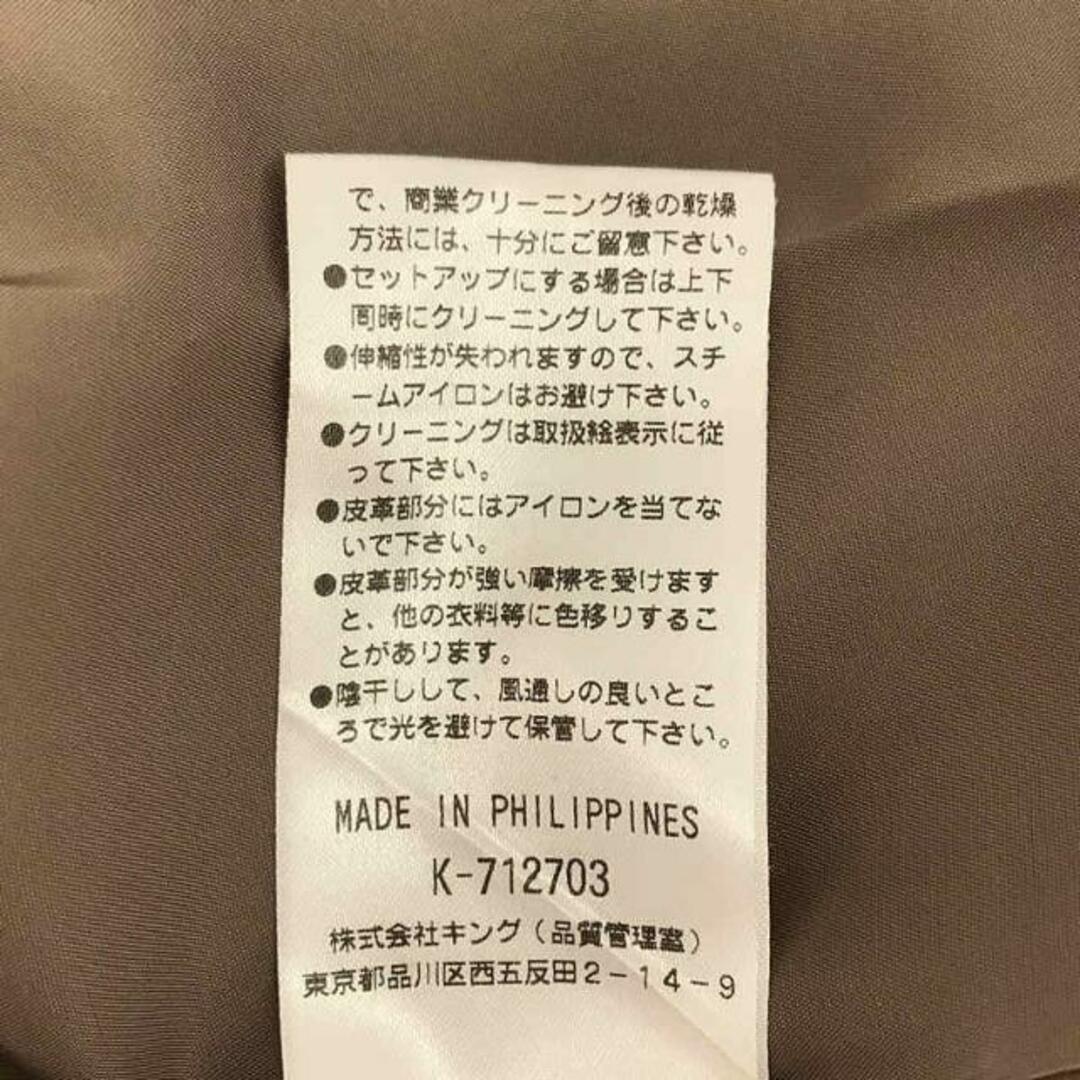 で、商業クリーニング後の乾燥
方法には、十分にご留意下さい。
●セットアップにする場合は上下
同時にクリーニングして下さい。
●伸縮性が失われますので、スチ
ームアイロンはお避け下さい。
●クリーニングは取扱絵表示に従
って下さい。
●皮革部分にはアイロンを当てな
いで下さい。
●皮革部分が強い摩擦を受けます
と、他の衣料等に色移りするこ
とがあります。
●陰干しして、風通しの良いとこ
ろで光を避けて保管して下さい。
MADE IN PHILIPPINES
K-712703
株式会社キング(品質管理室)
東京都品川区西五反田2-14-9